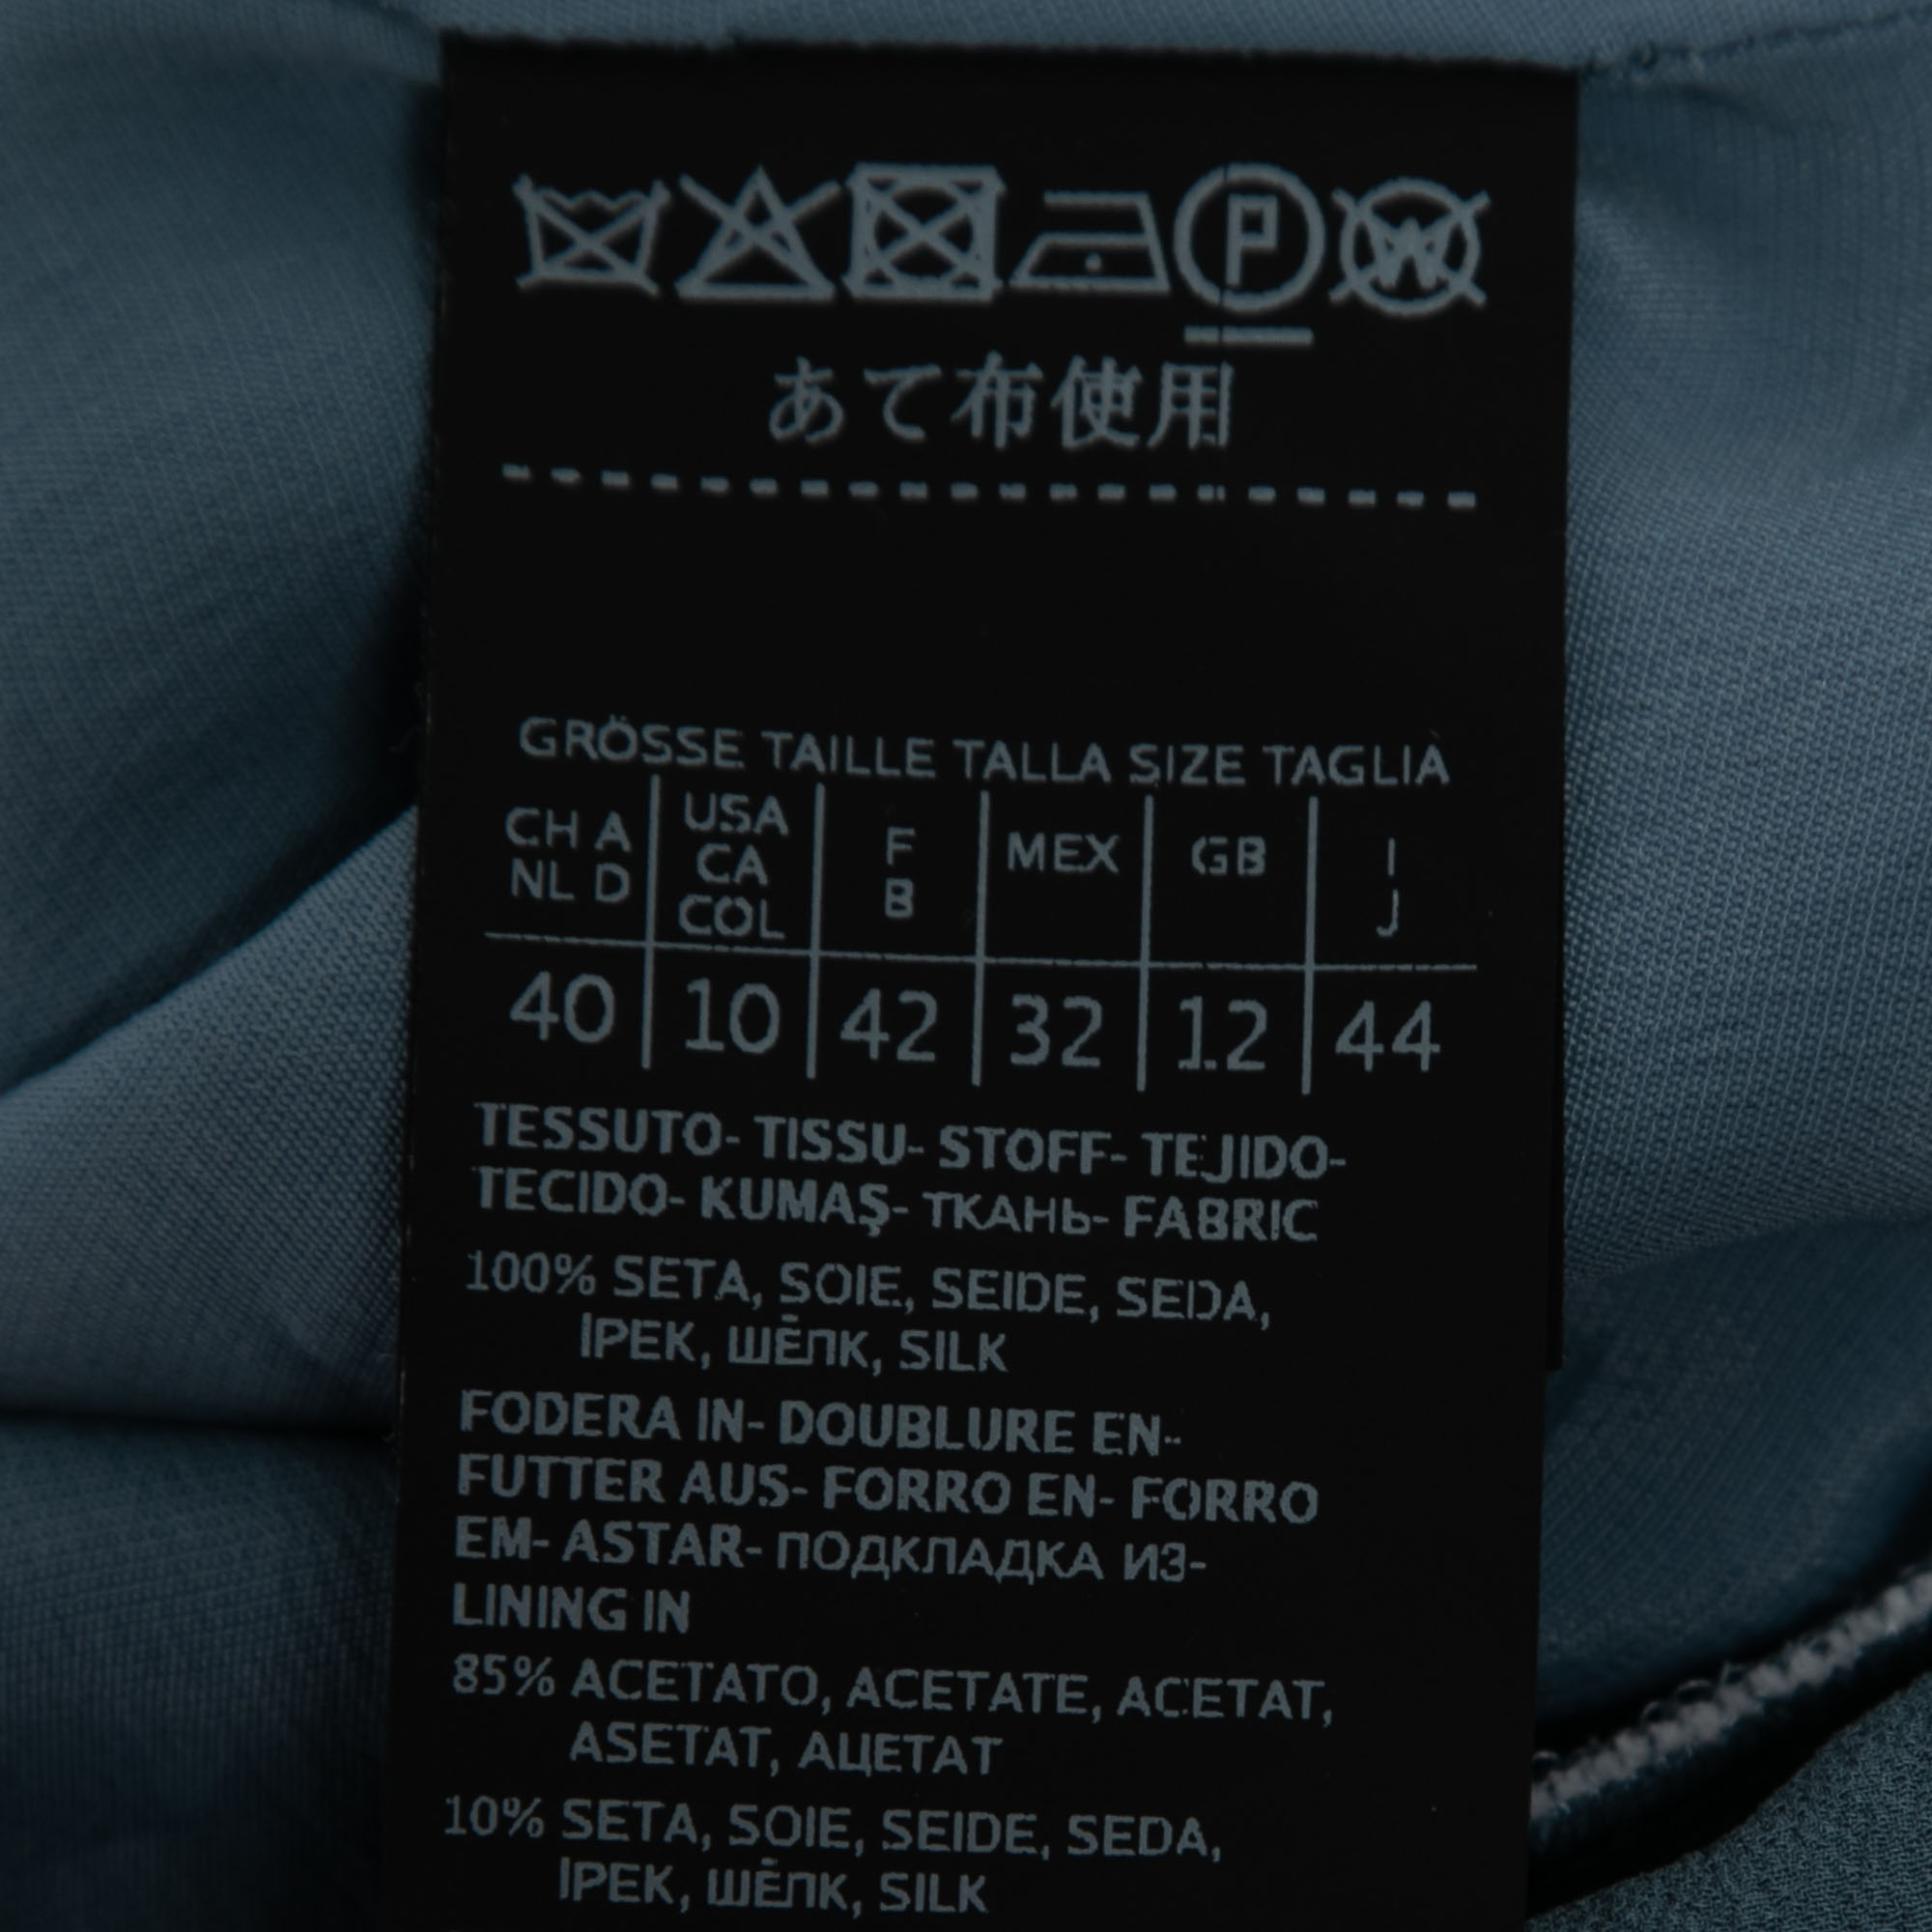 P W
あて布使用
GRÖSSE TAILLE TALLA SIZE TAGLIA
CH A NL D USA CA COL F B MEX GB I J
40 10 42 32 12 44
TESSUTO- TISSU- STOFF- TEJIDO-
TECIDO- KUMAŞ- ТКАНЬ- FABRIC
100% SETA, SOIE, SEIDE, SEDA,
İPEK, ШЁЛК, SILK
FODERA IN- DOUBLURE EN-
FUTTER AUS- FORRO EN- FORRO
EM- ASTAR- ПОДКЛАДКА ИЗ-
LINING IN
85% ACETATO, ACETATE, ACETAT,
ASETAT, АЦЕТАТ
10% SETA, SOIE, SEIDE, SEDA,
İPEK, ШЁЛК, SILK